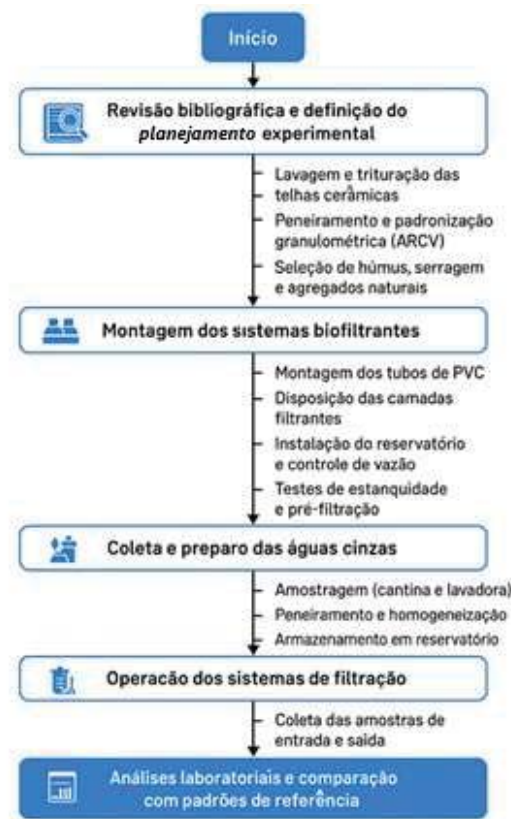 Início
Revisão bibliográfica e definição do
planejamento experimental
Lavagem e trituração das
telhas cerâmicas
Peneiramento e padronização
granulométrica (ARCV)
Seleção de húmus, serragem
e agregados naturais
Montagem dos sistemas biofiltrantes
Montagem dos tubos de PVC
Disposição das camadas
filtrantes
Instalação do reservatório
e controle de vazão
Testes de estanquidade
e pré-filtração
Coleta e preparo das águas cinzas
Amostragem (cantina e lavadora)
Peneiramento e homogeneização
Armazenamento em reservatório
Operacão dos sistemas de filtração
Coleta das amostras de
entrada e saída
Análises laboratoriais e comparação
com padrões de referência